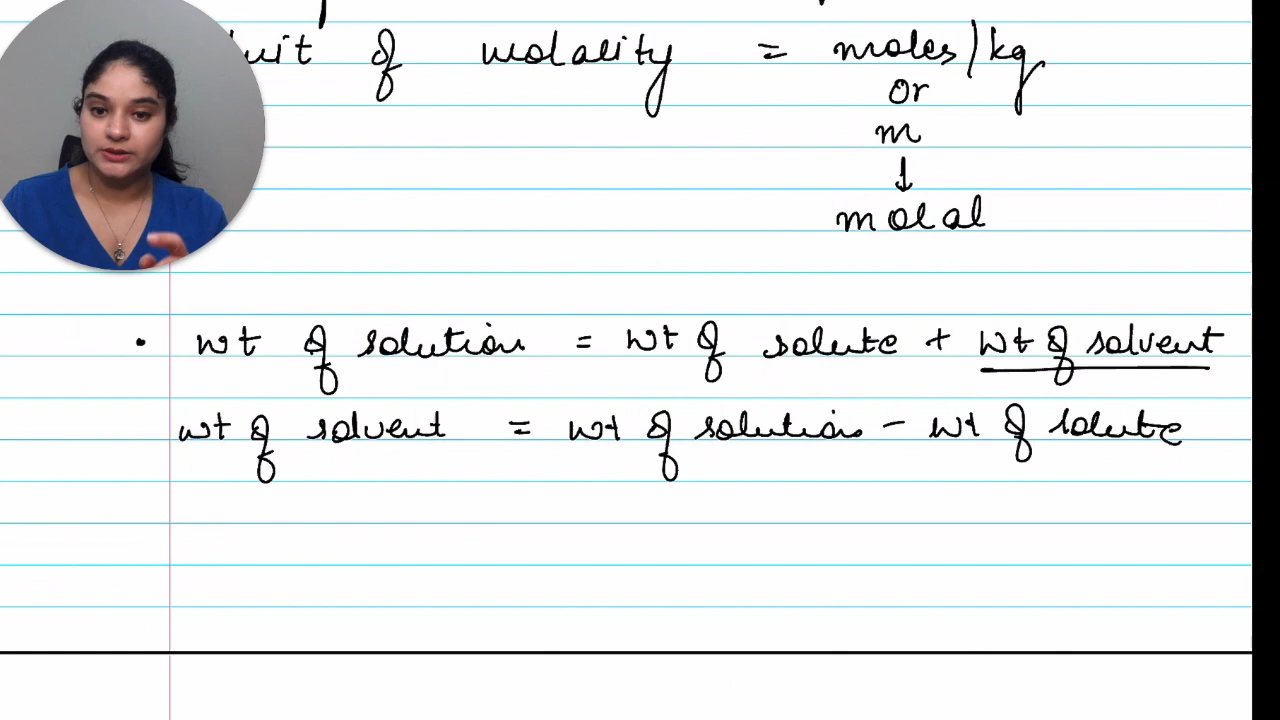 of molality = moles/kg
or
m
↓
molal
• wt of solution = wt of solute + wt of solvent
wt of solvent = wt of solution - wt of solute